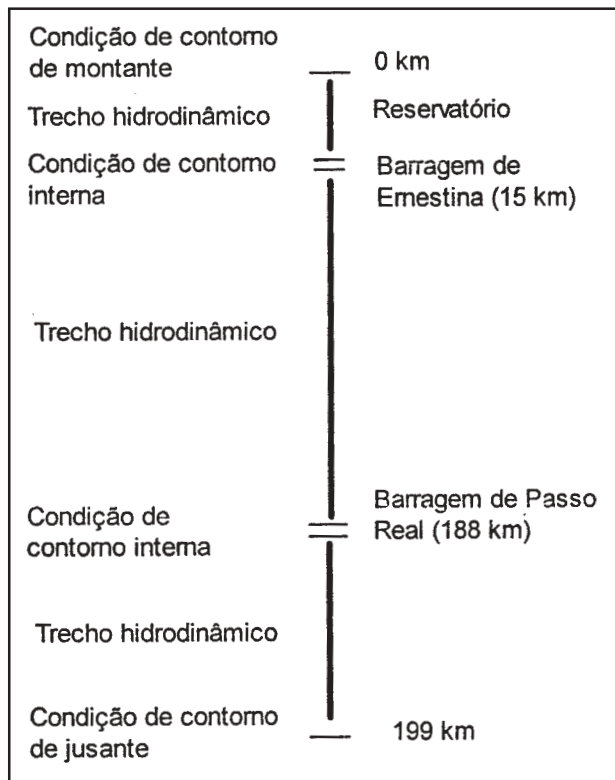 Condição de contorno
de montante
0 km
Trecho hidrodinâmico
Reservatório
Condição de contorno
interna
Barragem de
Ernestina (15 km)
Trecho hidrodinâmico
Condição de
contorno interna
Barragem de Passo
Real (188 km)
Trecho hidrodinâmico
Condição de contorno
de jusante
199 km